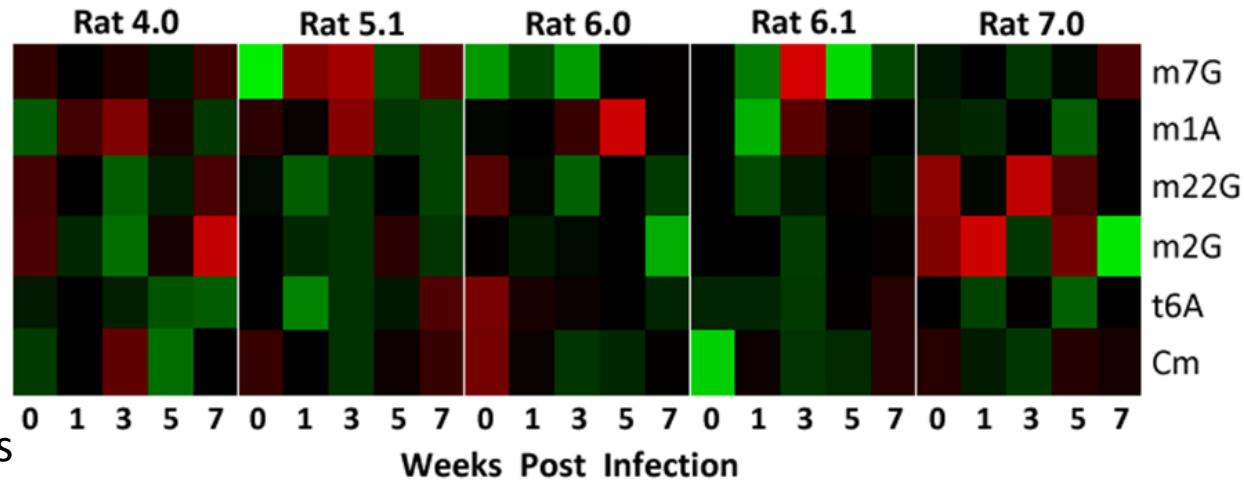 Rat 4.0 Rat 5.1 Rat 6.0 Rat 6.1 Rat 7.0
m7G
m1A
m22G
m2G
t6A
Cm
0 1 3 5 7 0 1 3 5 7 0 1 3 5 7 0 1 3 5 7 0 1 3 5 7
s
Weeks Post Infection